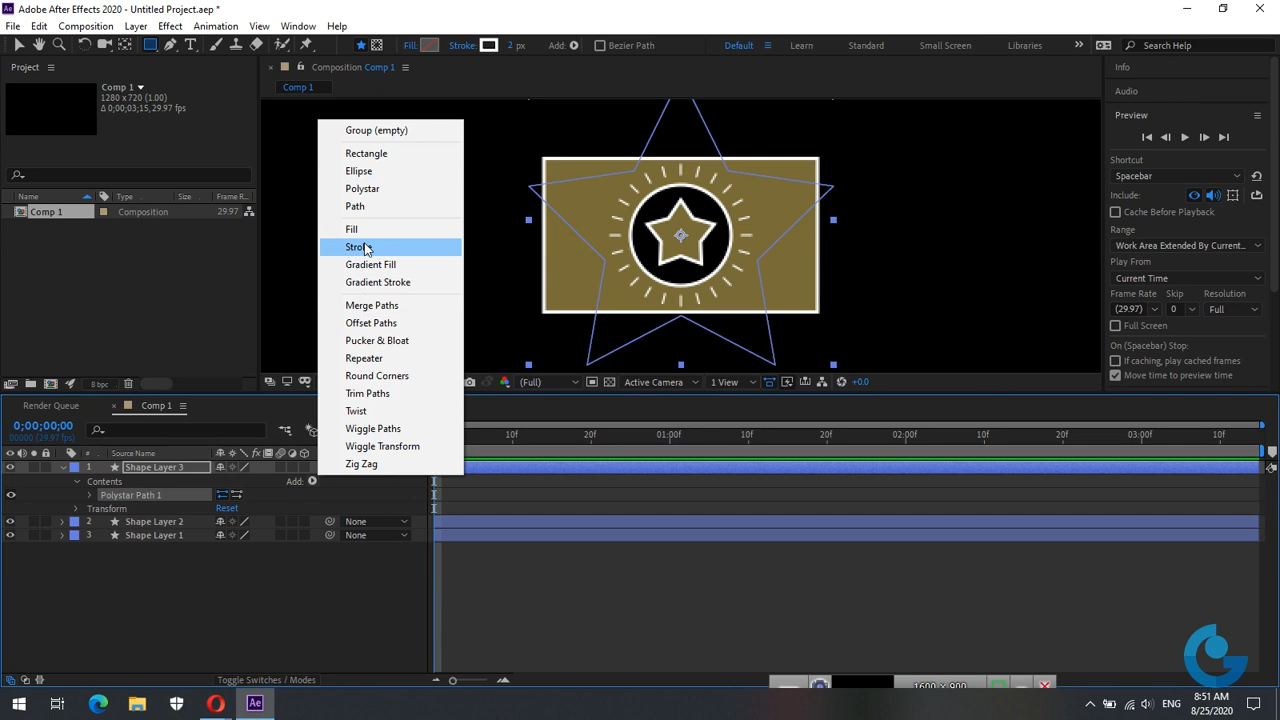 Adobe After Effects 2020 - Untitled Project.aep *
File Edit Composition Layer Effect Animation View Window Help
Fill: Stroke: 2 px Add: Bezier Path Default Learn Standard Small Screen Libraries Search Help
Project
Comp 1
1280 x 720 (1.00)
Δ 0;00;03;15, 29.97 fps
Name Type Frame R...
Comp 1 Composition 29.97
8 bpc
Composition Comp 1
Comp 1
Group (empty)
Rectangle
Ellipse
Polystar
Path
Fill
Stroke
Gradient Fill
Gradient Stroke
Merge Paths
Offset Paths
Pucker & Bloat
Repeater
Round Corners
Trim Paths
Twist
Wiggle Paths
Wiggle Transform
Zig Zag
(Full) Active Camera 1 View +0.0
Info
Audio
Preview
Shortcut
Spacebar
Include:
Cache Before Playback
Range
Work Area Extended By Current...
Play From
Current Time
Frame Rate Skip Resolution
(29.97) 0 Full
Full Screen
On (Spacebar) Stop:
If caching, play cached frames
Move time to preview time
Render Queue Comp 1
0;00;00;00
00000 (29.97 fps)
10f 20f 01:00f 10f 20f 02:00f 10f 20f 03:00f 10f
# Source Name
1 Shape Layer 3
Contents Add:
Polystar Path 1
Transform Reset
2 Shape Layer 2 None
3 Shape Layer 1 None
Toggle Switches / Modes
1600 x 900
Ae
ENG
8:51 AM
8/25/2020